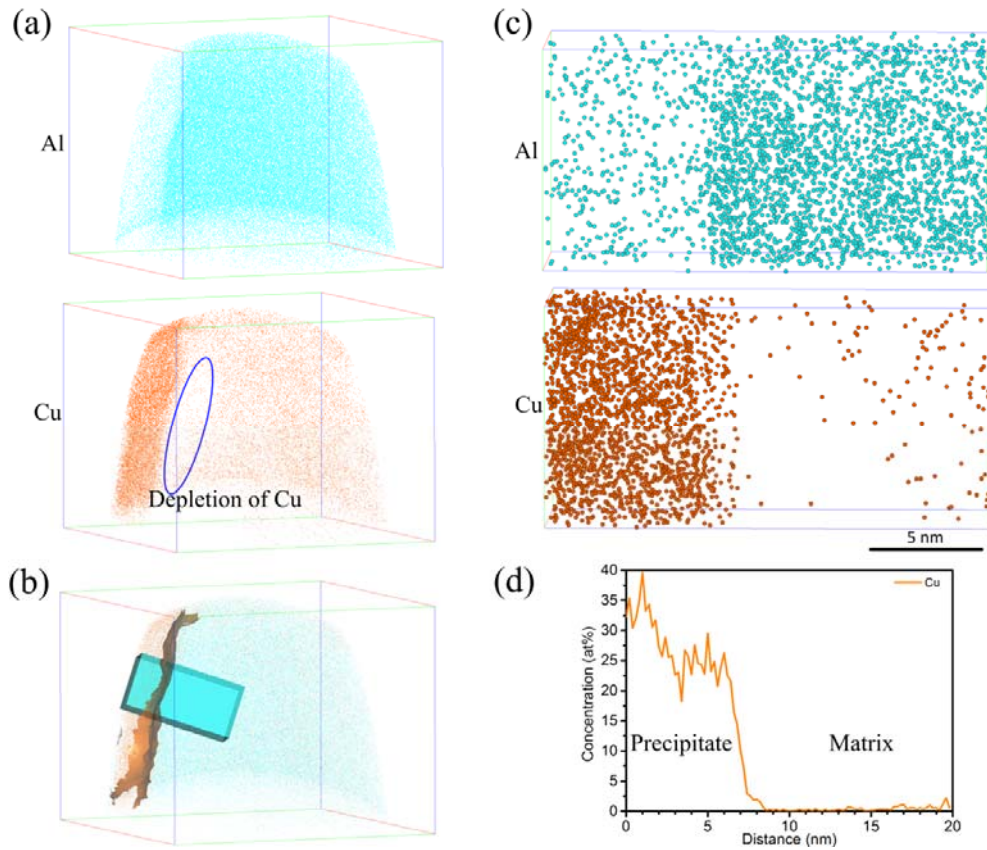 (a)
Al
Cu
Depletion of Cu
(b)
(c)
Al
Cu
5 nm
(d)
40
35
30
25
20
15
10
5
0
Concentration (at%)
Cu
Precipitate
Matrix
0
5
10
15
20
Distance (nm)